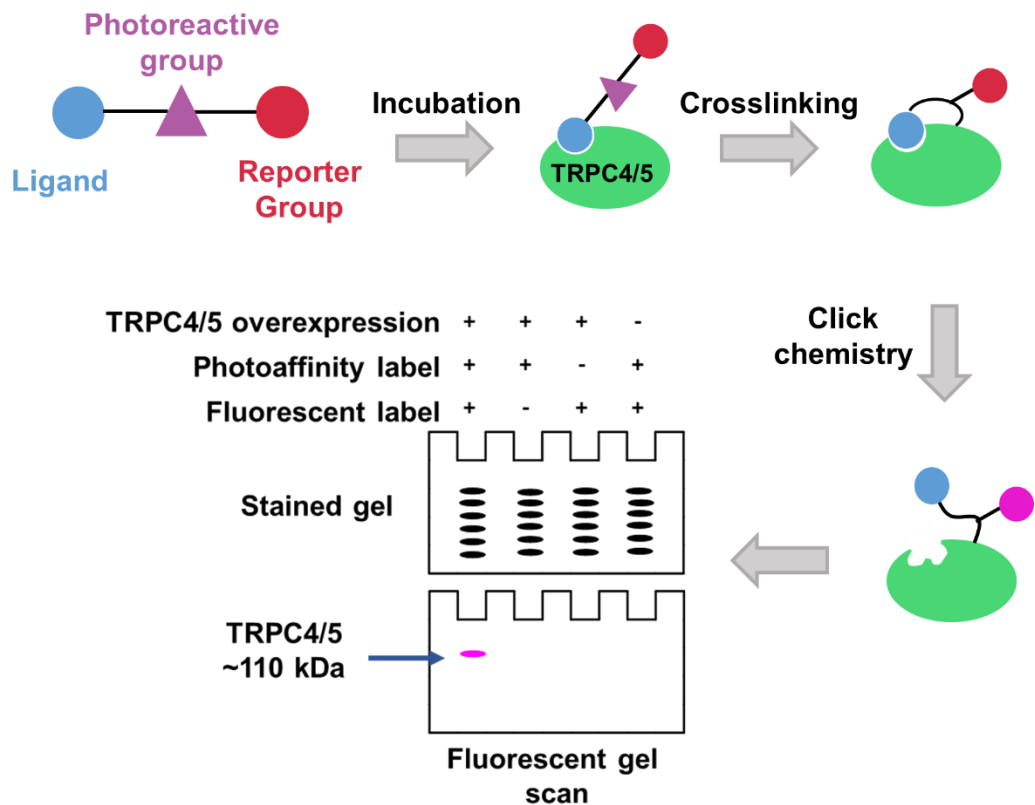 Photoreactive
group
Ligand
Reporter
Group
Incubation
TRPC4/5
Crosslinking
Click
chemistry
TRPC4/5 overexpression + + + -
Photoaffinity label + + - +
Fluorescent label + - + +
Stained gel
TRPC4/5
~110 kDa
Fluorescent gel
scan